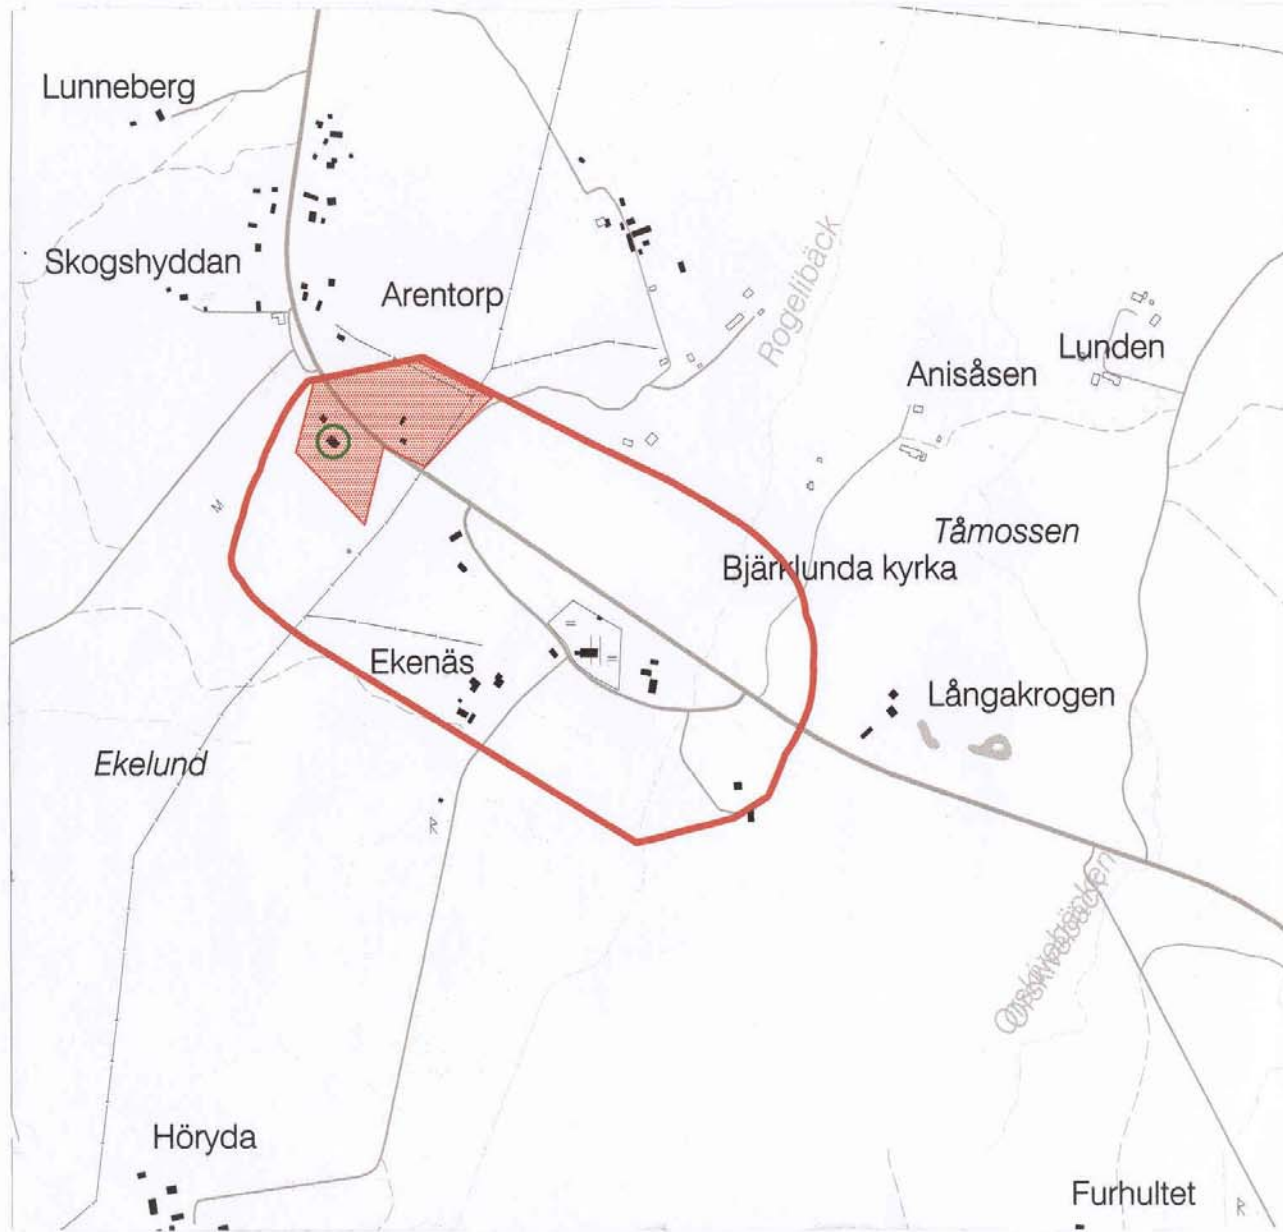 Lunneberg
Skogshyddan
Arentorp
Rogelibäck
Lunden
Anisåsen
M
Tåmossen
Bjärklunda kyrka
Ekenäs
Långakrogen
Ekelund
R
Höryda
Furhultet
R